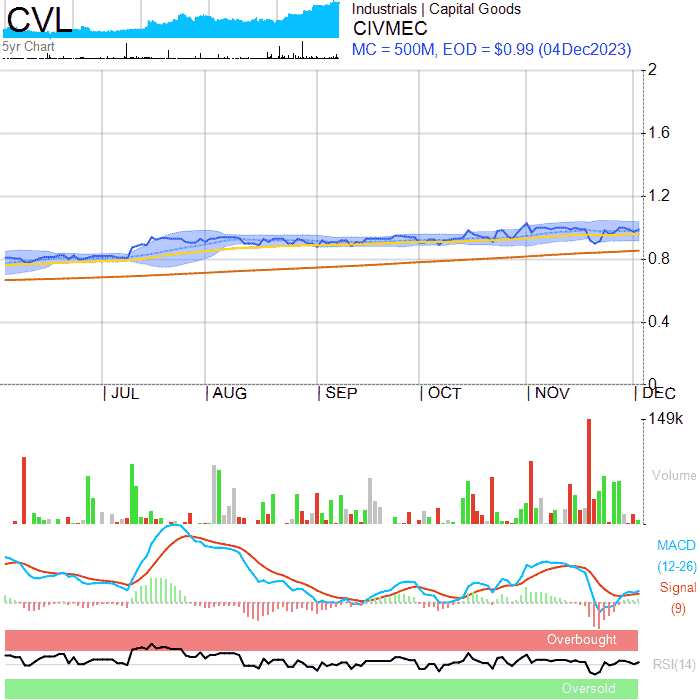 CVL
5yr Chart
Industrials | Capital Goods
CIVMEC
MC = 500M, EOD = $0.99 (04Dec2023)
2
1.6
1.2
0.8
0.4
0
| JUL | AUG | SEP | OCT | NOV | DEC
149k
Volume
MACD
(12-26)
Signal
(9)
Overbought
RSI(14)
Oversold